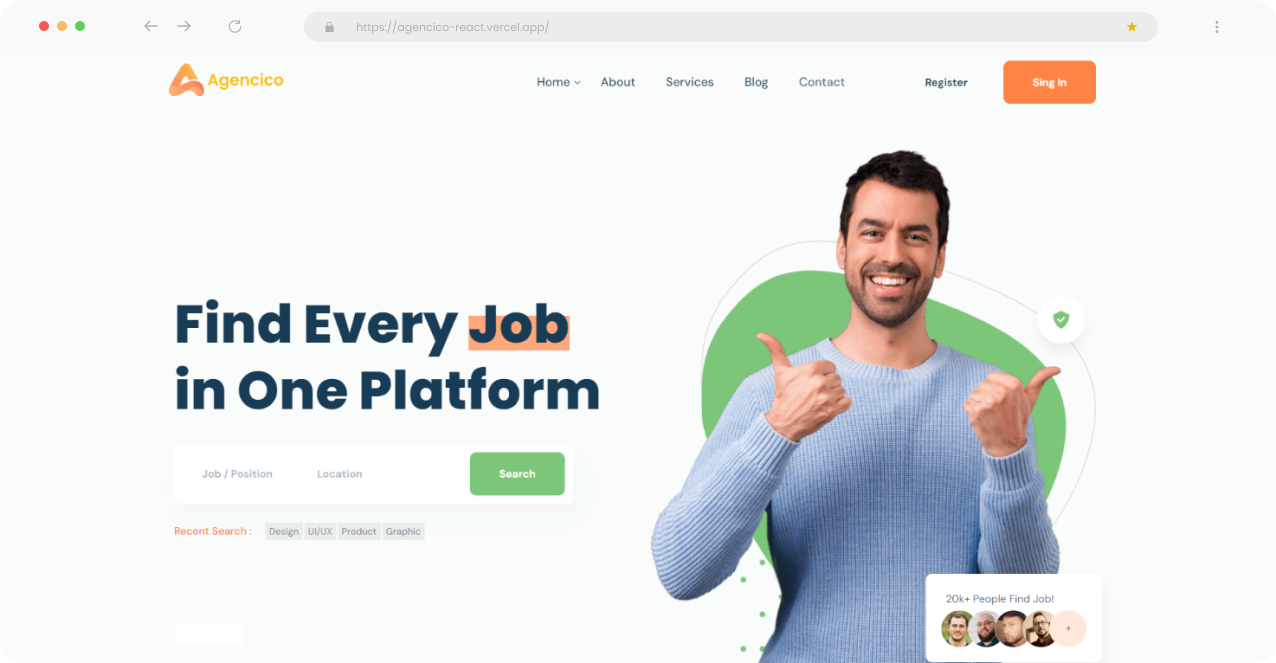 https://agencico-react.vercel.app/
Agencico
Home About Services Blog Contact Register Sing In
Find Every Job
in One Platform
Job / Position Location Search
Recent Search : Design UI/UX Product Graphic
20k+ People Find Job!
+